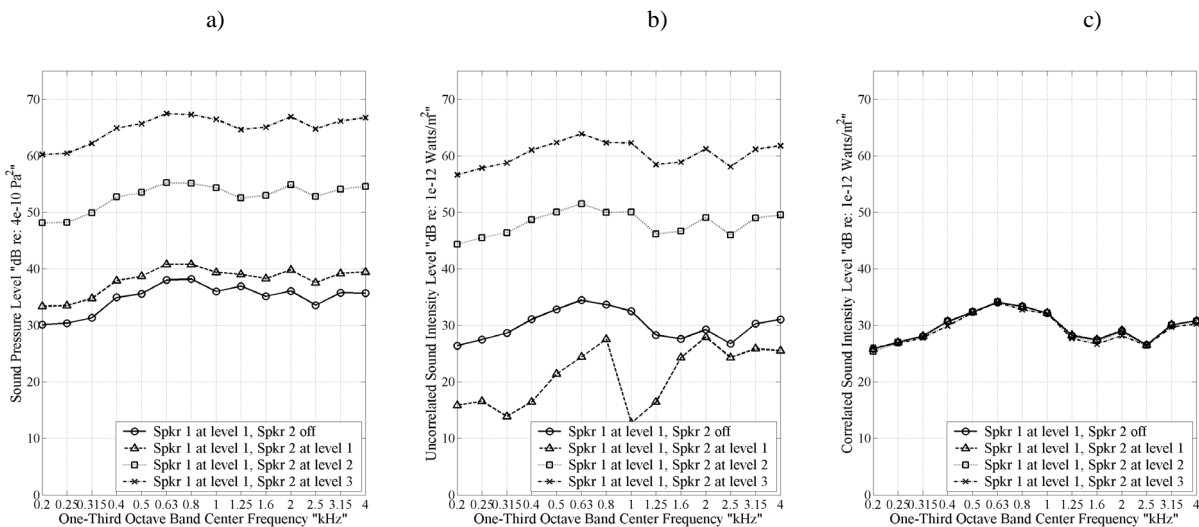 a)
b)
c)
Sound Pressure Level "dB re: 4e-10 Pa²"
70
60
50
40
30
20
10
0
0.2 0.25 0.315 0.4 0.5 0.63 0.8 1 1.25 1.6 2 2.5 3.15 4
One-Third Octave Band Center Frequency "kHz"
Spkr 1 at level 1, Spkr 2 off
Spkr 1 at level 1, Spkr 2 at level 1
Spkr 1 at level 1, Spkr 2 at level 2
Spkr 1 at level 1, Spkr 2 at level 3
Uncorrelated Sound Intensity Level "dB re: 1e-12 Watts/m²"
70
60
50
40
30
20
10
0
0.2 0.25 0.315 0.4 0.5 0.63 0.8 1 1.25 1.6 2 2.5 3.15 4
One-Third Octave Band Center Frequency "kHz"
Spkr 1 at level 1, Spkr 2 off
Spkr 1 at level 1, Spkr 2 at level 1
Spkr 1 at level 1, Spkr 2 at level 2
Spkr 1 at level 1, Spkr 2 at level 3
Correlated Sound Intensity Level "dB re: 1e-12 Watts/m²"
70
60
50
40
30
20
10
0
0.2 0.25 0.315 0.4 0.5 0.63 0.8 1 1.25 1.6 2 2.5 3.15 4
One-Third Octave Band Center Frequency "kHz"
Spkr 1 at level 1, Spkr 2 off
Spkr 1 at level 1, Spkr 2 at level 1
Spkr 1 at level 1, Spkr 2 at level 2
Spkr 1 at level 1, Spkr 2 at level 3